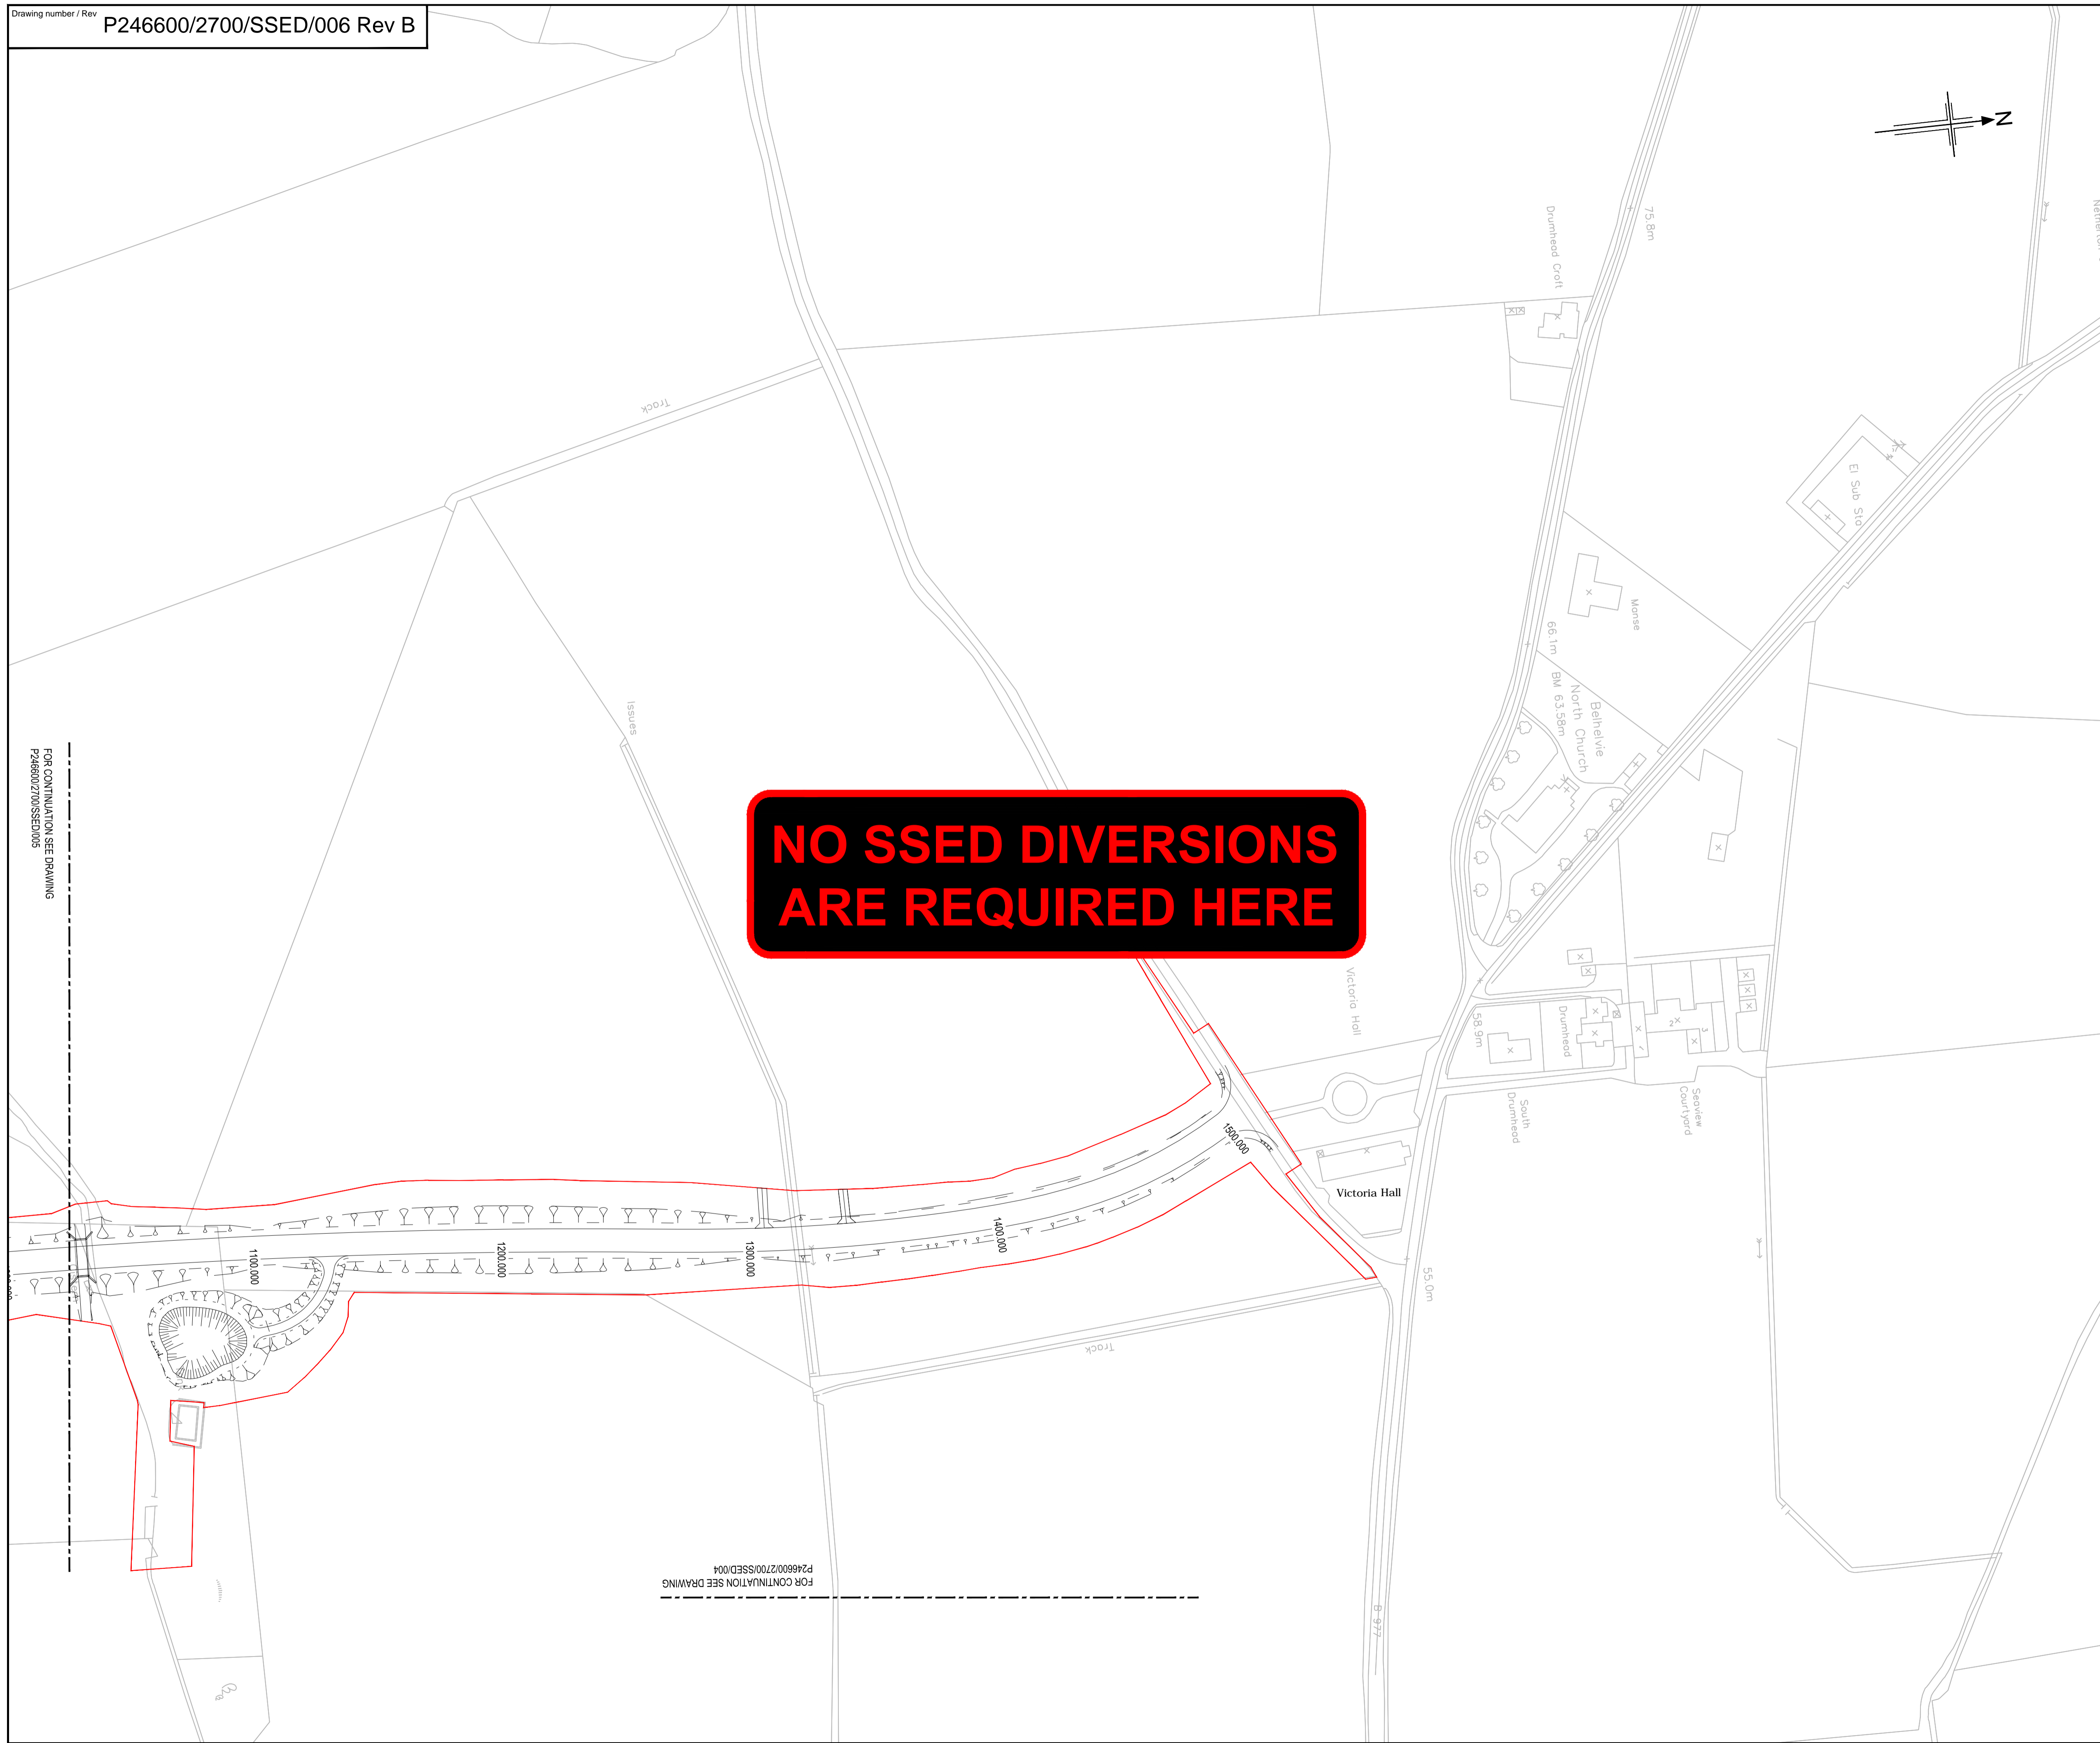 Drawing number / Rev
P246600/2700/SSED/006 Rev B
N
Drumhead Croft
75.8m
Track
El Sub Sta
Manse
66.1m
BM 63.58m
Belhelvie
North Church
Issues
FOR CONTINUATION SEE DRAWING
P246600/2700/SSED/005
NO SSED DIVERSIONS
ARE REQUIRED HERE
Victoria Hall
58.9m
Drumhead
1
2
3
South
Drumhead
Seaview
Courtyard
1500.000
Victoria Hall
1400.000
1300.000
1200.000
1100.000
55.0m
Track
FOR CONTINUATION SEE DRAWING
P246600/2700/SSED/004
B 977